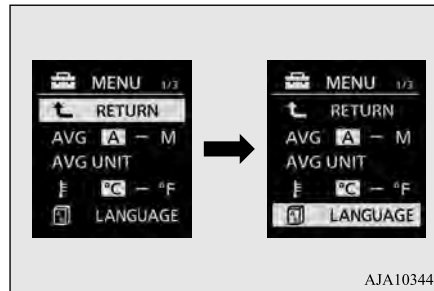 MENU 1/3
RETURN
AVG A – M
AVG UNIT
°C – °F
LANGUAGE
MENU 1/3
RETURN
AVG A – M
AVG UNIT
°C – °F
LANGUAGE
AJA10344